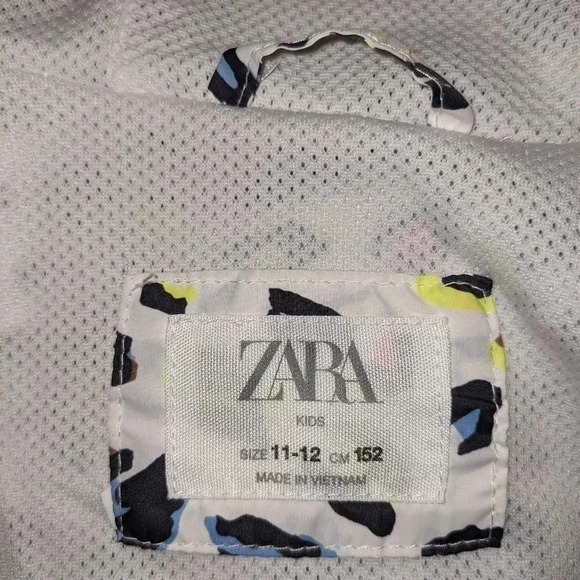 ZARA
KIDS
SIZE 11-12 CM 152
MADE IN VIETNAM